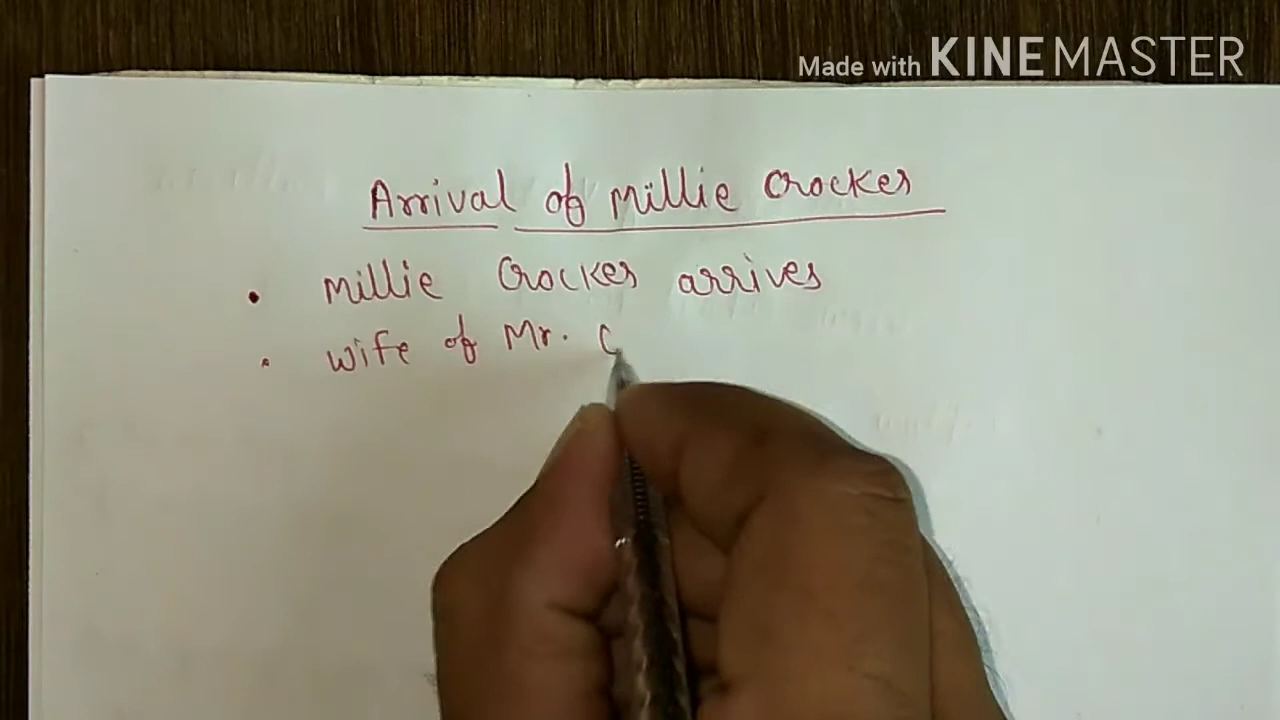 Made with KINEMASTER
Arrival of Millie Crocker
• Millie Crocker arrives
• Wife of Mr. C